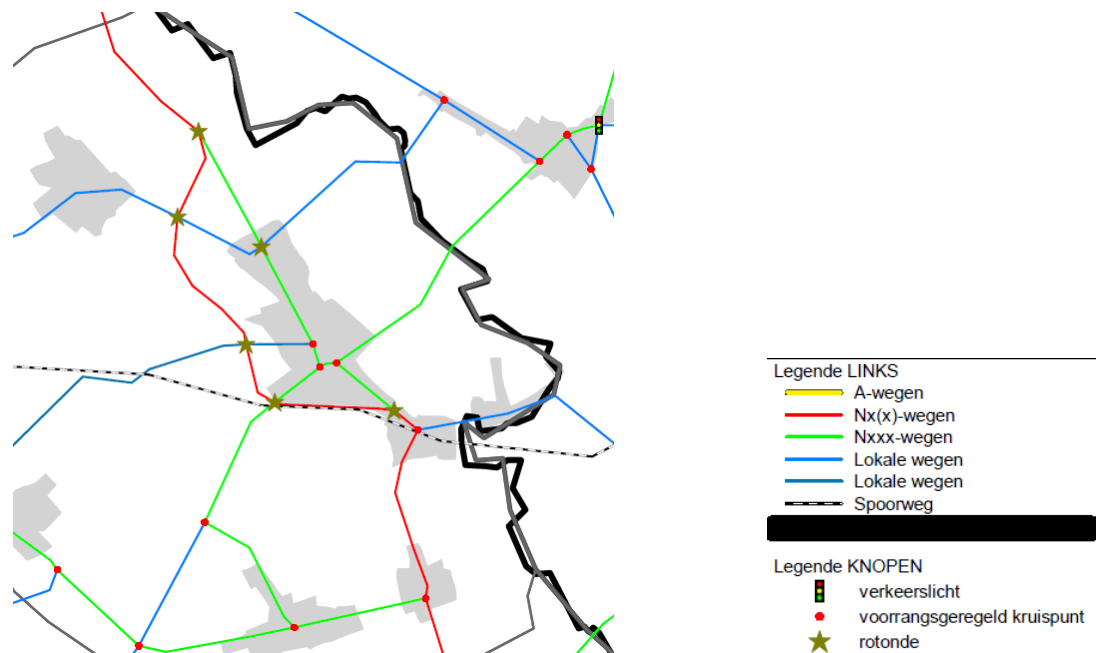 Legende LINKS
A-wegen
Nx(x)-wegen
Nxxx-wegen
Lokale wegen
Lokale wegen
Spoorweg
Legende KNOPEN
verkeerslicht
voorrangsgeregeld kruispunt
rotonde